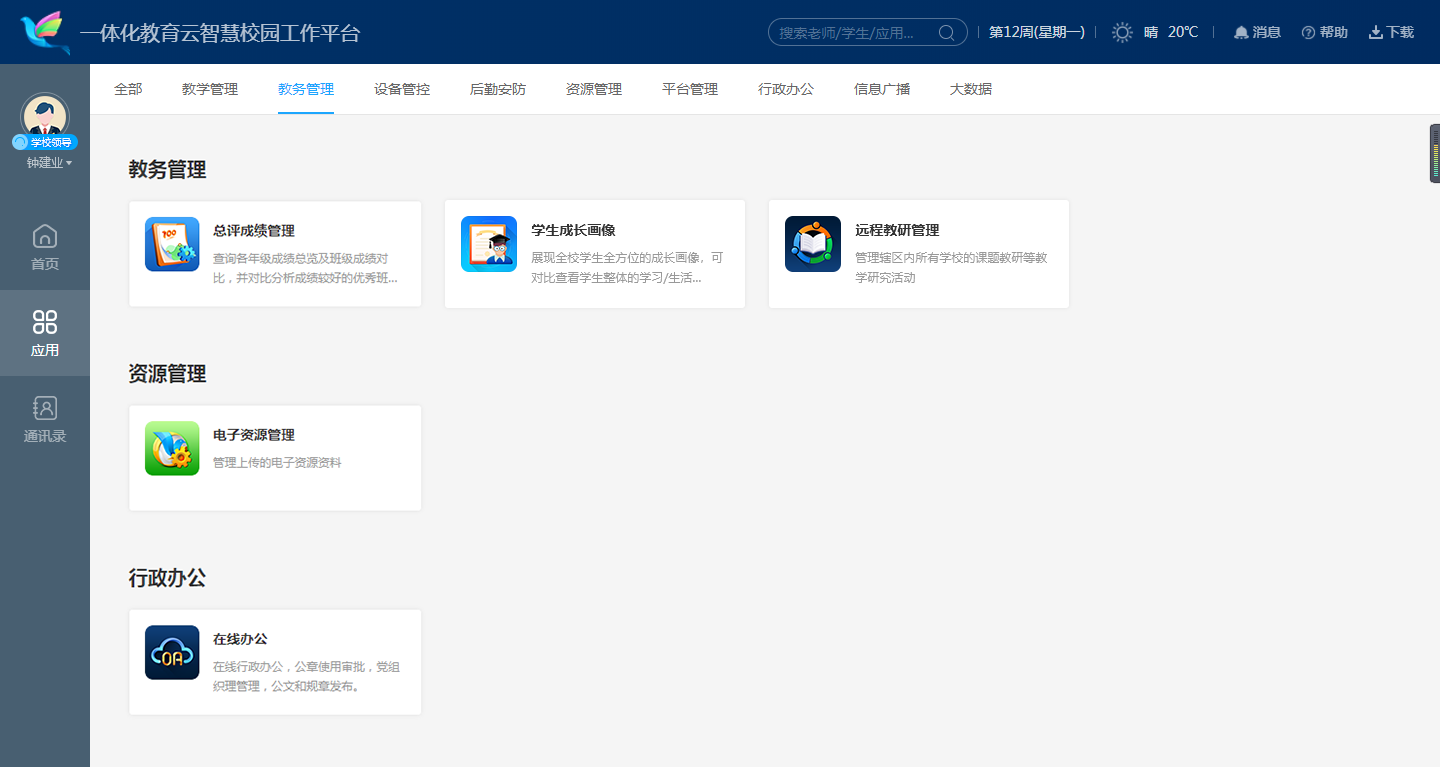 一体化教育云智慧校园工作平台
搜索老师/学生/应用...
第12周(星期一)
晴 20℃
消息
帮助
下载
学校领导
钟建业
首页
应用
通讯录
全部 教学管理 教务管理 设备管控 后勤安防 资源管理 平台管理 行政办公 信息广播 大数据
教务管理
100
总评成绩管理
查询各年级成绩总览及班级成绩对
比，并对比分析成绩较好的优秀班...
学生成长画像
展现全校学生全方位的成长画像，可
对比查看学生整体的学习/生活...
远程教研管理
管理辖区内所有学校的课题教研等教
学研究活动
资源管理
电子资源管理
管理上传的电子资源资料
行政办公
OA
在线办公
在线行政办公，公章使用审批，党组
织理管理，公文和规章发布。